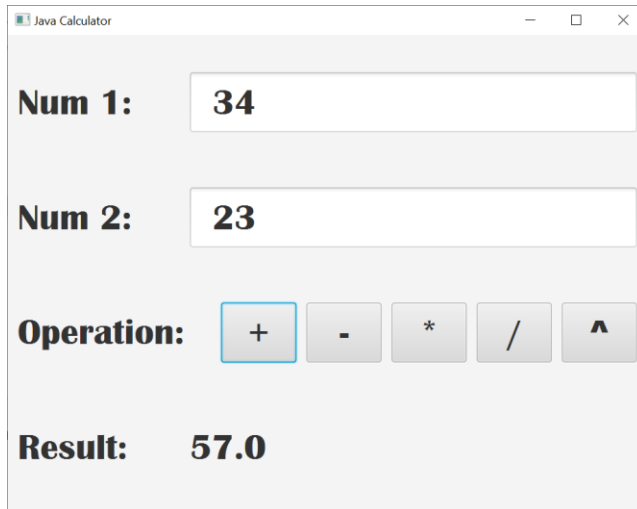 Java Calculator
Num 1: 34
Num 2: 23
Operation: + - * / ^
Result: 57.0